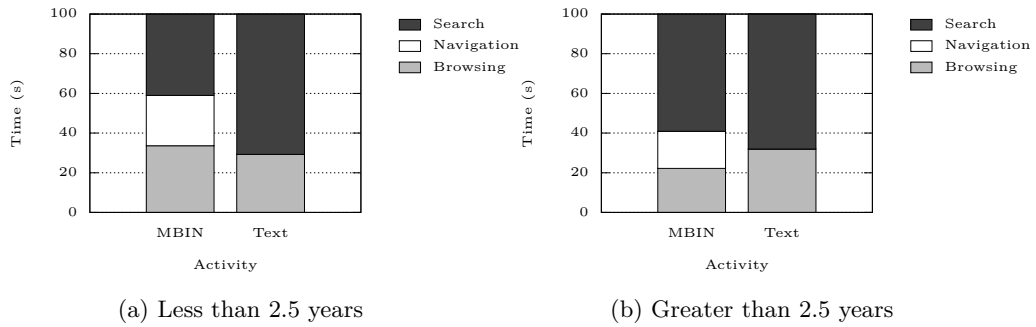 100
80
60
40
20
0
Time (s)
MBIN Text
Activity
Search
Navigation
Browsing
(a) Less than 2.5 years
100
80
60
40
20
0
Time (s)
MBIN Text
Activity
Search
Navigation
Browsing
(b) Greater than 2.5 years